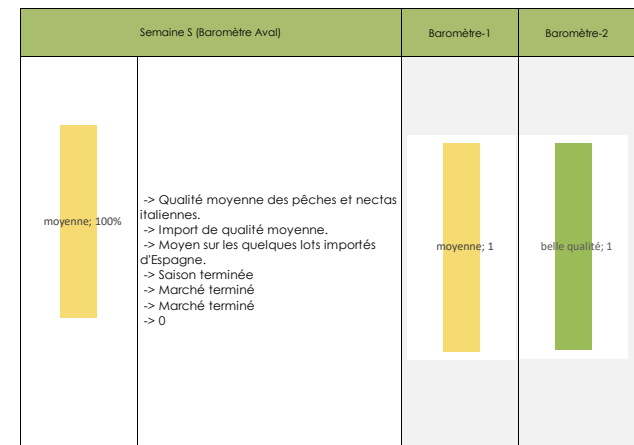 Semaine S (Baromètre Aval)
Baromètre-1
Baromètre-2
moyenne; 100%
-> Qualité moyenne des pêches et nectas
italiennes.
-> Import de qualité moyenne.
-> Moyen sur les quelques lots importés
d'Espagne.
-> Saison terminée
-> Marché terminé
-> Marché terminé
-> 0
moyenne; 1
belle qualité; 1